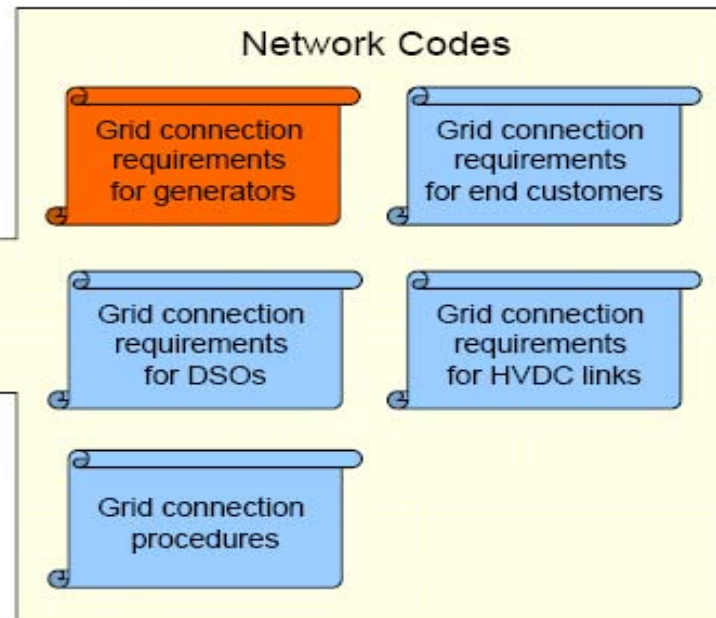 Network Codes
Grid connection
requirements
for generators
Grid connection
requirements
for end customers
Grid connection
requirements
for DSOs
Grid connection
requirements
for HVDC links
Grid connection
procedures